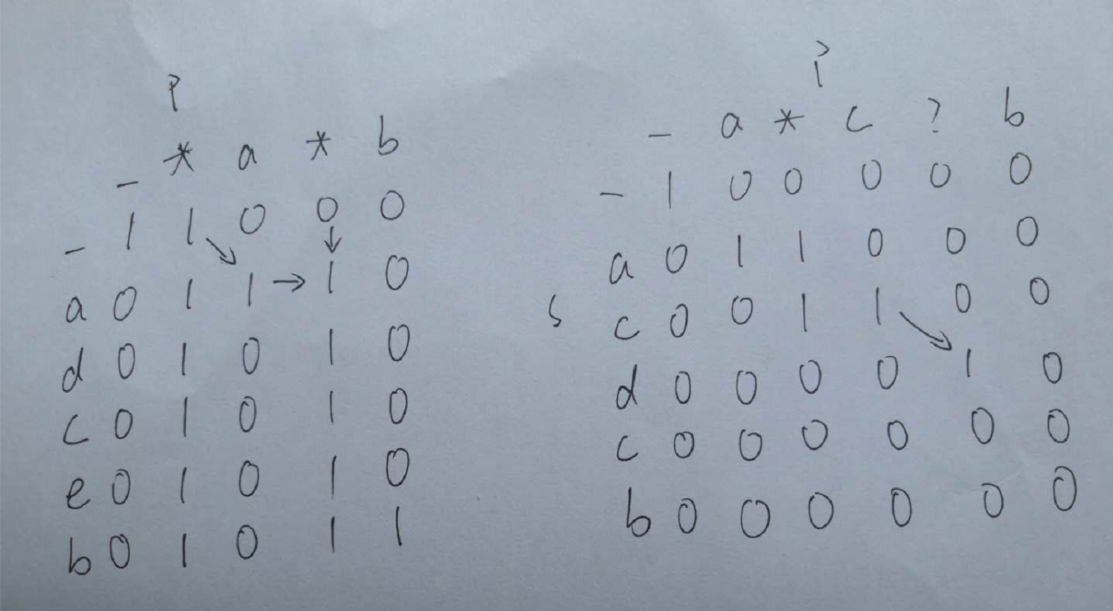 P
* a * b
_
_ 1 1 0 0 0
a 0 1 1 → 1 0
d 0 1 0 1 0
c 0 1 0 1 0
e 0 1 0 1 0
b 0 1 0 1 1
_ a * c ? b
_ 1 0 0 0 0 0
a 0 1 1 0 0 0
s
c 0 0 1 1 0 0
d 0 0 0 0 1 0
c 0 0 0 0 0 0
b 0 0 0 0 0 0